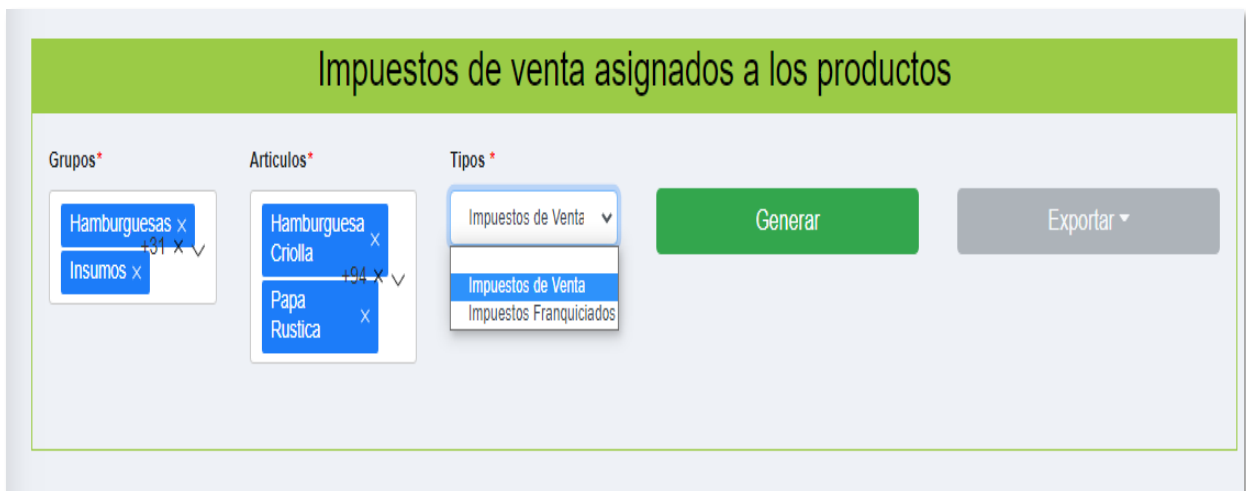 Impuestos de venta asignados a los productos
Grupos*
Articulos*
Tipos *
Hamburguesas ×
+31 ×
Insumos ×
Hamburguesa
Criolla ×
+94 ×
Papa
Rustica ×
Impuestos de Venta
Impuestos de Venta
Impuestos Franquiciados
Generar
Exportar